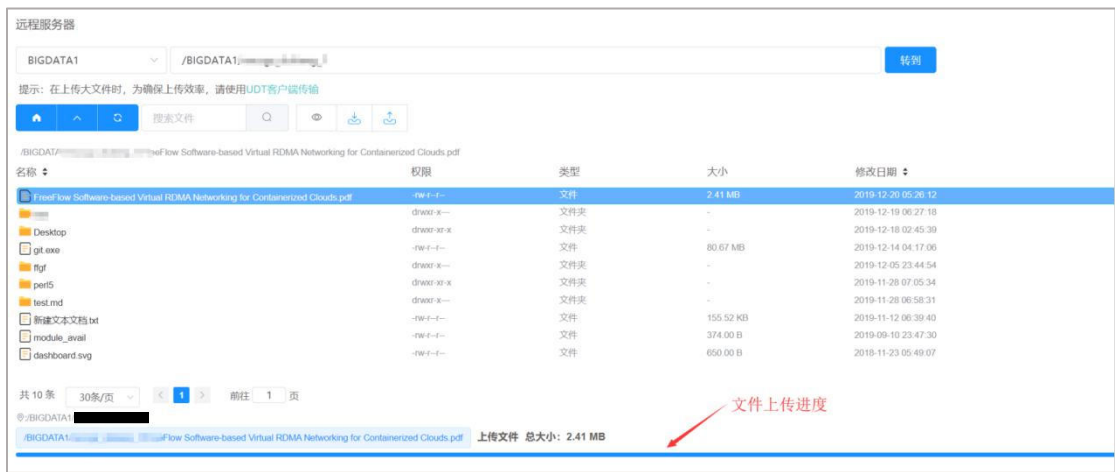 远程服务器
BIGDATA1 /BIGDATA1 转到
提示：在上传大文件时，为确保上传效率，请使用UDT客户端传输
搜索文件
/BIGDATA Flow Software-based Virtual RDMA Networking for Containerized Clouds.pdf
名称 权限 类型 大小 修改日期
FreeFlow Software-based Virtual RDMA Networking for Containerized Clouds.pdf -rw-r--r-- 文件 2.41 MB 2019-12-20 05:26:12
drwxr-x--- 文件夹 - 2019-12-19 06:27:18
Desktop drwxr-xr-x 文件夹 - 2019-12-18 02:45:39
git.exe -rw-r--r-- 文件 80.67 MB 2019-12-14 04:17:06
ffgf drwxr-x--- 文件夹 - 2019-12-05 23:44:54
perl5 drwxr-xr-x 文件夹 - 2019-11-28 07:05:34
test.md drwxr-x--- 文件夹 - 2019-11-28 06:58:31
新建文本文档.txt -rw-r--r-- 文件 155.52 KB 2019-11-12 06:39:40
module_avail -rw-r--r-- 文件 374.00 B 2019-09-10 23:47:30
dashboard.svg -rw-r--r-- 文件 650.00 B 2018-11-23 05:49:07
共 10 条 30条/页 1 前往 1 页
文件上传进度
:/BIGDATA1
/BIGDATA1 Flow Software-based Virtual RDMA Networking for Containerized Clouds.pdf 上传文件 总大小：2.41 MB